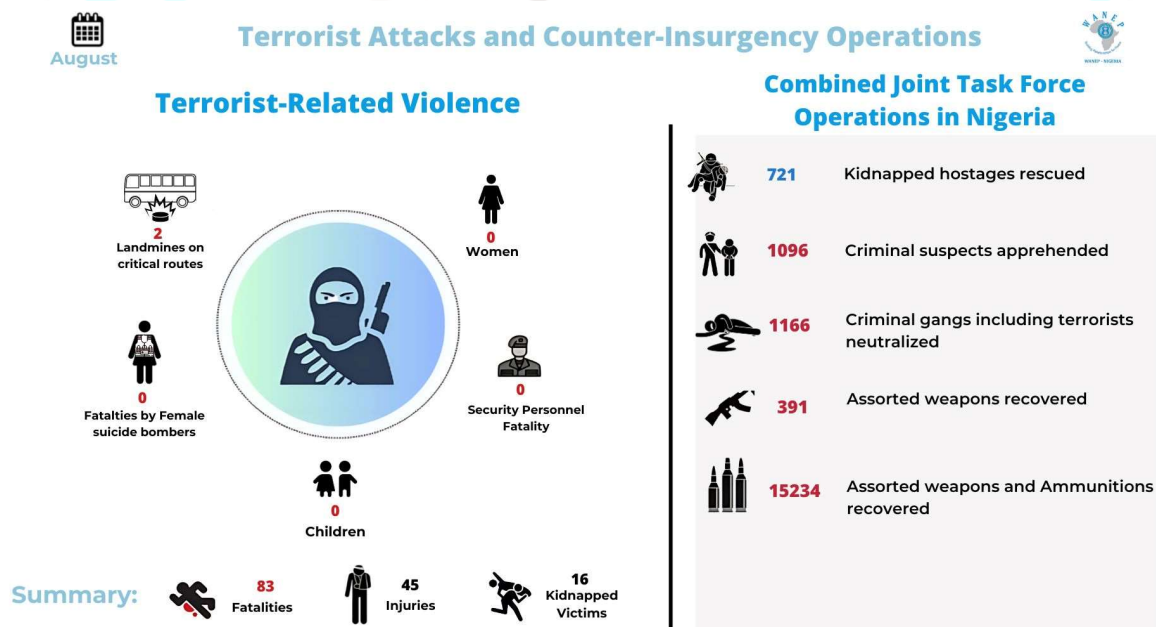 August
Terrorist Attacks and Counter-Insurgency Operations
WANEP
WANEP - NIGERIA
Terrorist-Related Violence
2
Landmines on
critical routes
0
Women
0
Fatalties by Female
suicide bombers
0
Security Personnel
Fatality
0
Children
Summary:
83
Fatalities
45
Injuries
16
Kidnapped
Victims
Combined Joint Task Force
Operations in Nigeria
721
Kidnapped hostages rescued
1096
Criminal suspects apprehended
1166
Criminal gangs including terrorists
neutralized
391
Assorted weapons recovered
15234
Assorted weapons and Ammunitions
recovered